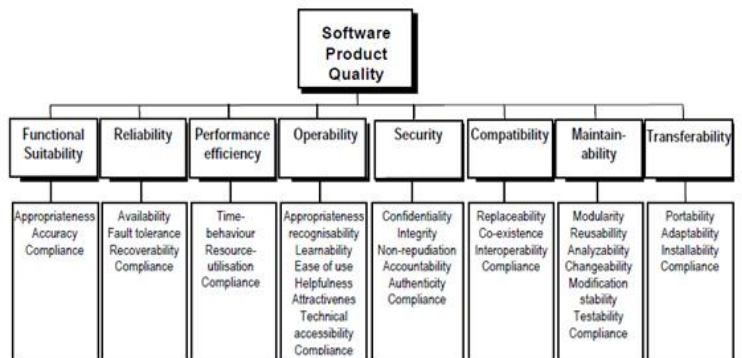 Software
Product
Quality
Functional
Suitability
Reliability
Performance
efficiency
Operability
Security
Compatibility
Maintain-
ability
Transferability
Appropriateness
Accuracy
Compliance
Availability
Fault tolerance
Recoverability
Compliance
Time-
behaviour
Resource-
utilisation
Compliance
Appropriateness
recognisability
Learnability
Ease of use
Helpfulness
Attractivenes
Technical
accessibility
Compliance
Confidentiality
Integrity
Non-repudiation
Accountability
Authenticity
Compliance
Replaceability
Co-existence
Interoperability
Compliance
Modularity
Reusability
Analyzability
Changeability
Modification
stability
Testability
Compliance
Portability
Adaptability
Installability
Compliance